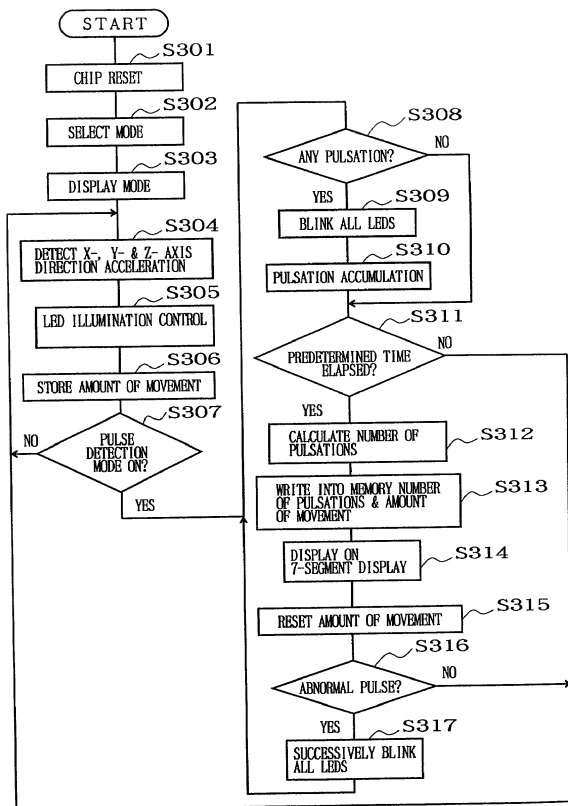 START
S301
CHIP RESET
S302
SELECT MODE
S303
DISPLAY MODE
S304
DETECT X-, Y- & Z- AXIS
DIRECTION ACCELERATION
S305
LED ILLUMINATION CONTROL
S306
STORE AMOUNT OF MOVEMENT
S307
NO
PULSE
DETECTION
MODE ON?
YES
S308
ANY PULSATION?
NO
YES
S309
BLINK ALL LEDS
S310
PULSATION ACCUMULATION
S311
PREDETERMINED TIME
ELAPSED?
NO
YES
CALCULATE NUMBER OF
PULSATIONS
S312
WRITE INTO MEMORY NUMBER
OF PULSATIONS & AMOUNT
OF MOVEMENT
S313
DISPLAY ON
7-SEGMENT DISPLAY
S314
RESET AMOUNT OF MOVEMENT
S315
S316
ABNORMAL PULSE?
NO
YES
S317
SUCCESSIVELY BLINK
ALL LEDS